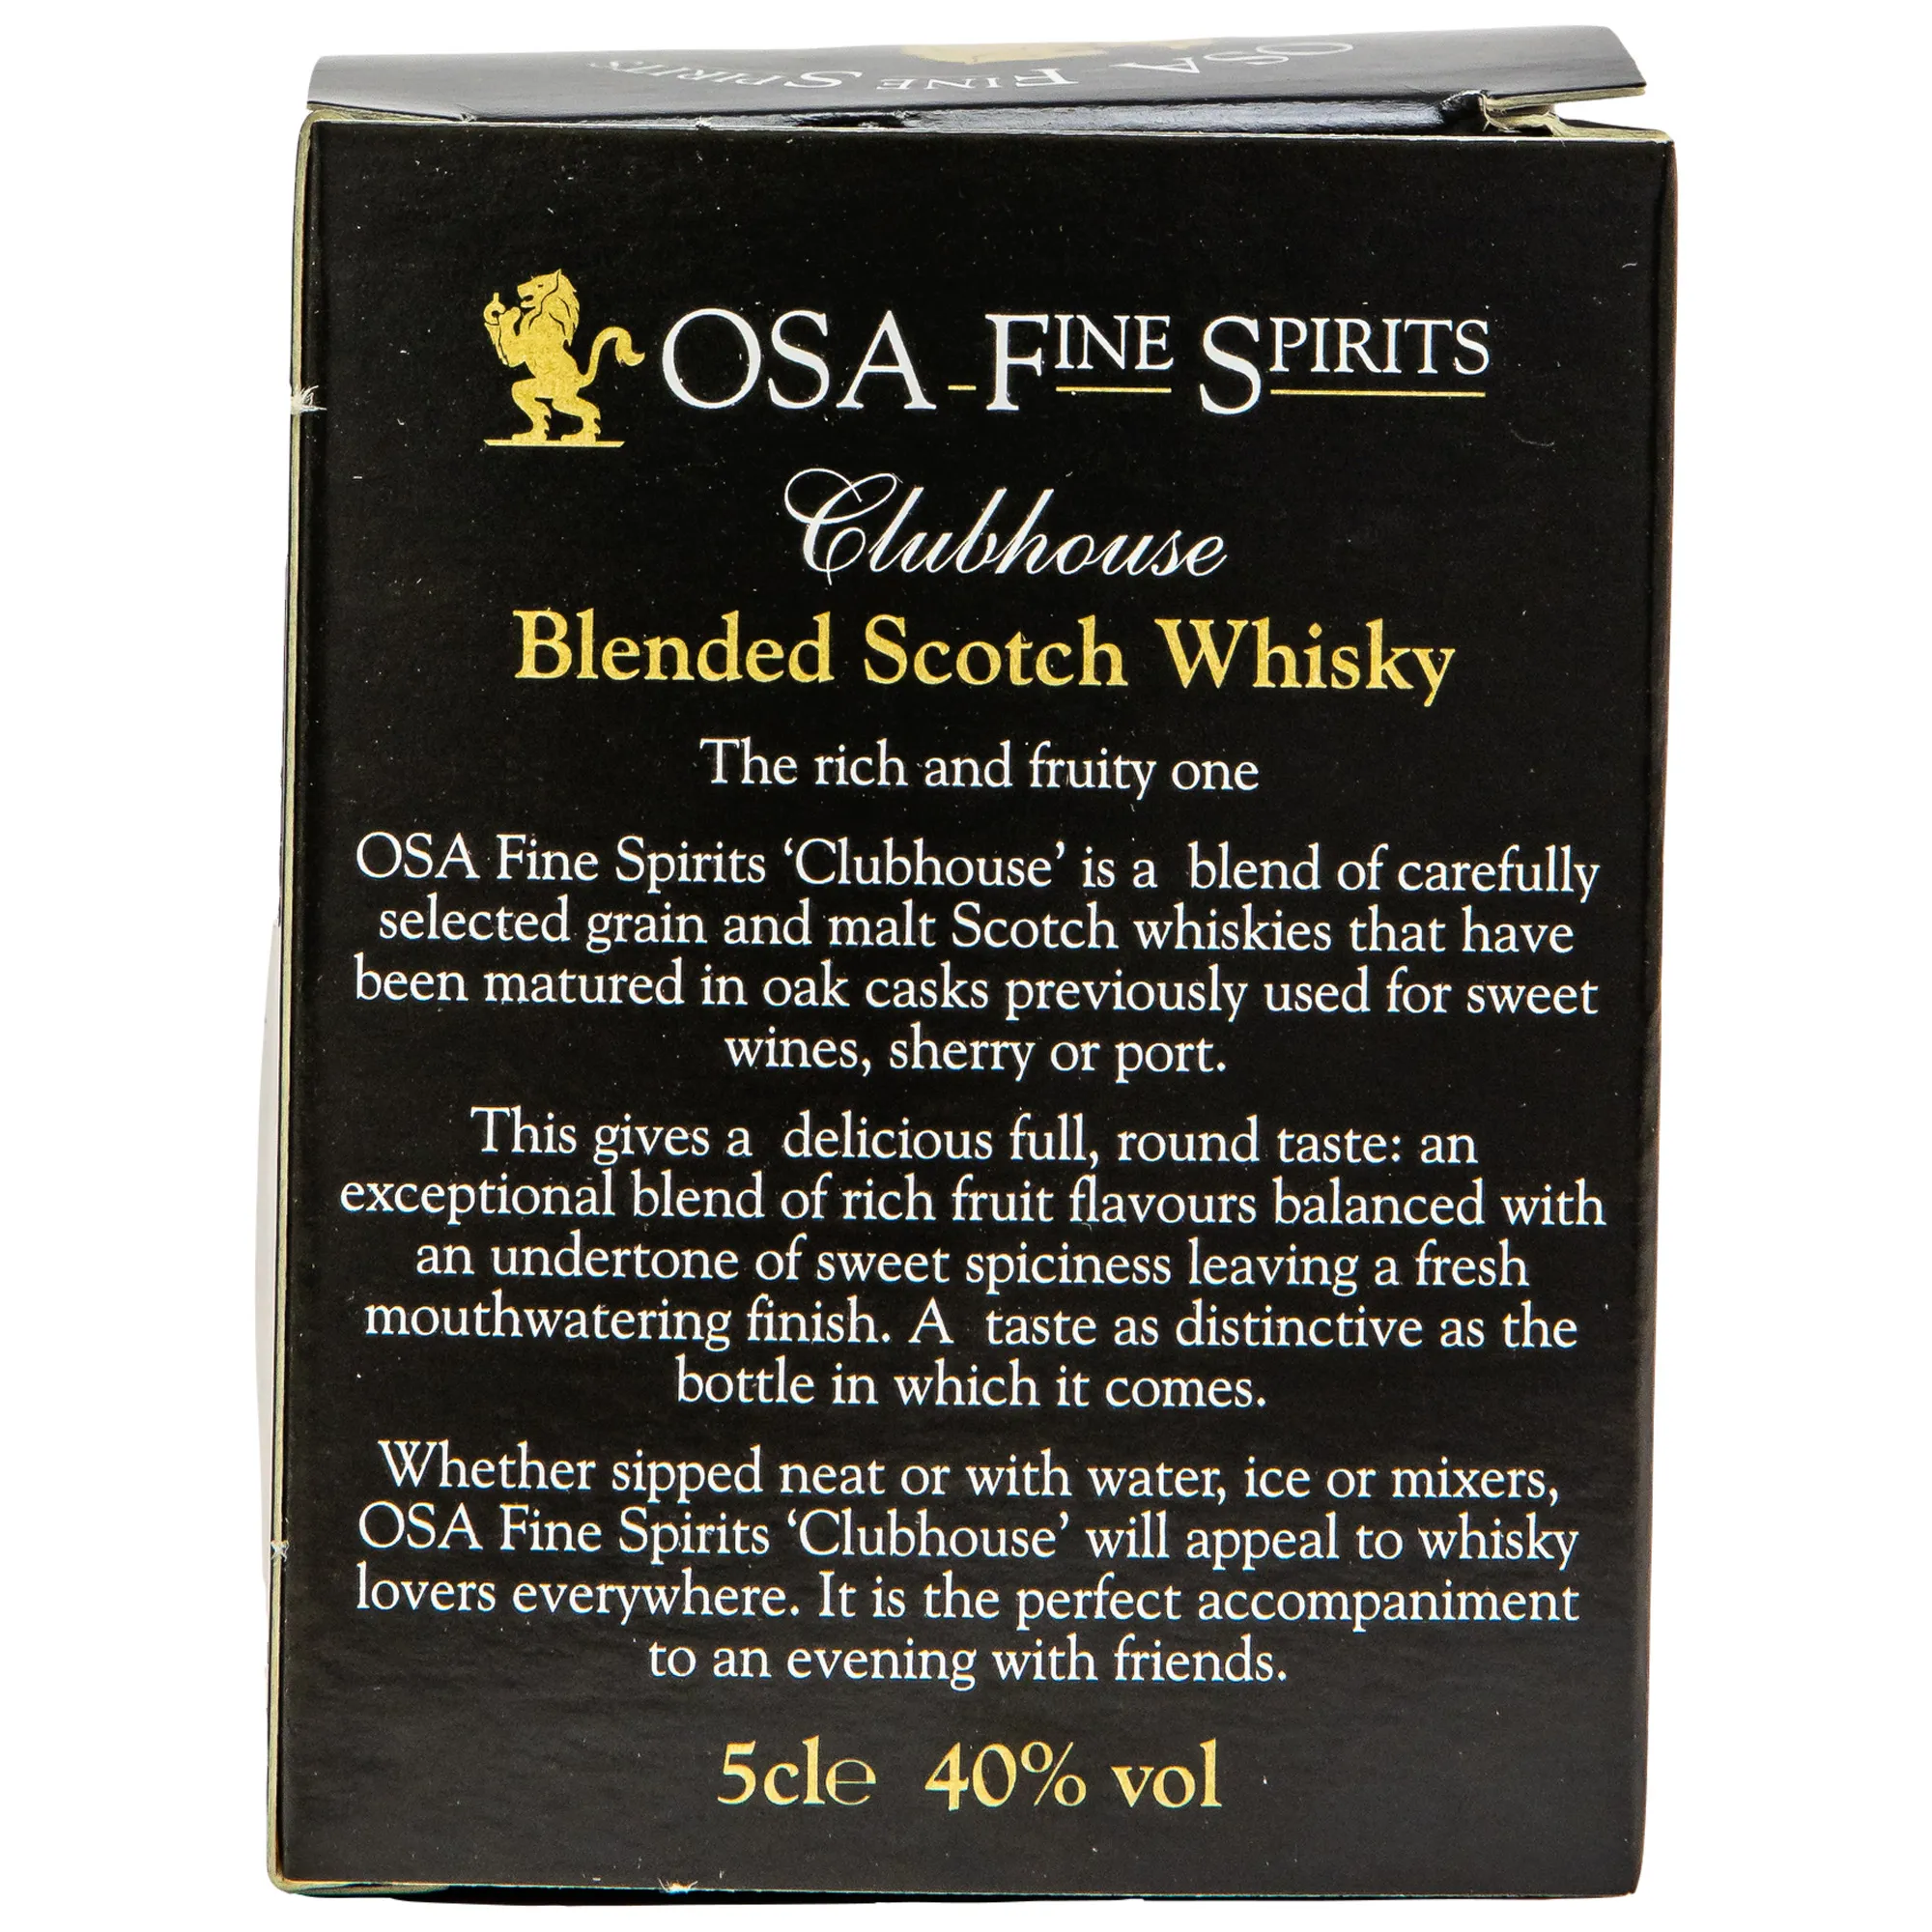 OSA FINE SPIRITS
OSA-FINE SPIRITS
Clubhouse
Blended Scotch Whisky
The rich and fruity one
OSA Fine Spirits ‘Clubhouse’ is a blend of carefully
selected grain and malt Scotch whiskies that have
been matured in oak casks previously used for sweet
wines, sherry or port.
This gives a delicious full, round taste: an
exceptional blend of rich fruit flavours balanced with
an undertone of sweet spiciness leaving a fresh
mouthwatering finish. A taste as distinctive as the
bottle in which it comes.
Whether sipped neat or with water, ice or mixers,
OSA Fine Spirits ‘Clubhouse’ will appeal to whisky
lovers everywhere. It is the perfect accompaniment
to an evening with friends.
5cl℮ 40% vol